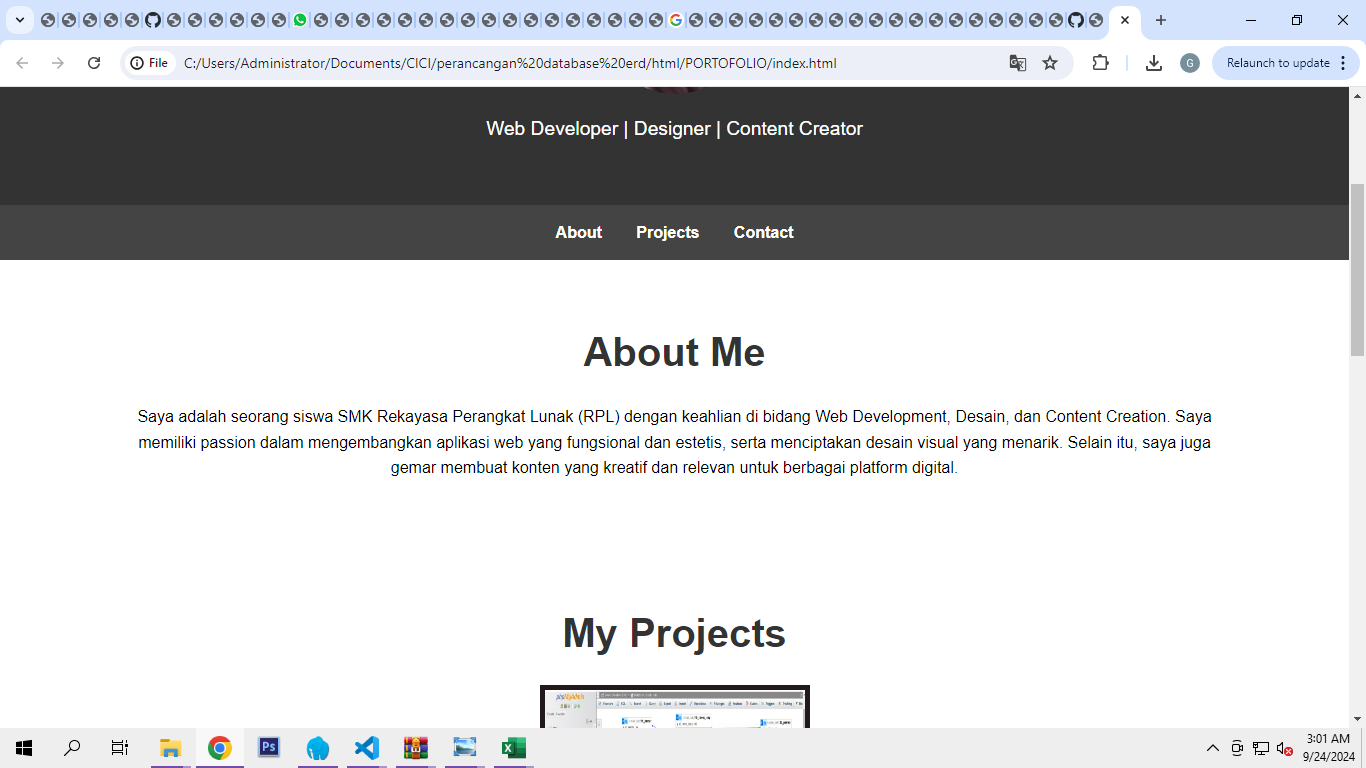 File
C:/Users/Administrator/Documents/CICI/perancangan%20database%20erd/html/PORTOFOLIO/index.html
G
Relaunch to update
Web Developer | Designer | Content Creator
About Projects Contact
About Me
Saya adalah seorang siswa SMK Rekayasa Perangkat Lunak (RPL) dengan keahlian di bidang Web Development, Desain, dan Content Creation. Saya
memiliki passion dalam mengembangkan aplikasi web yang fungsional dan estetis, serta menciptakan desain visual yang menarik. Selain itu, saya juga
gemar membuat konten yang kreatif dan relevan untuk berbagai platform digital.
My Projects
Ps
3:01 AM
9/24/2024